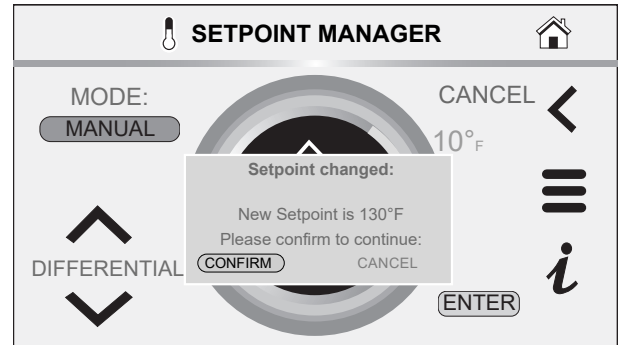 SETPOINT MANAGER
MODE:
MANUAL
CANCEL
10°F
Setpoint changed:
New Setpoint is 130°F
Please confirm to continue:
CONFIRM CANCEL
DIFFERENTIAL
ENTER
i